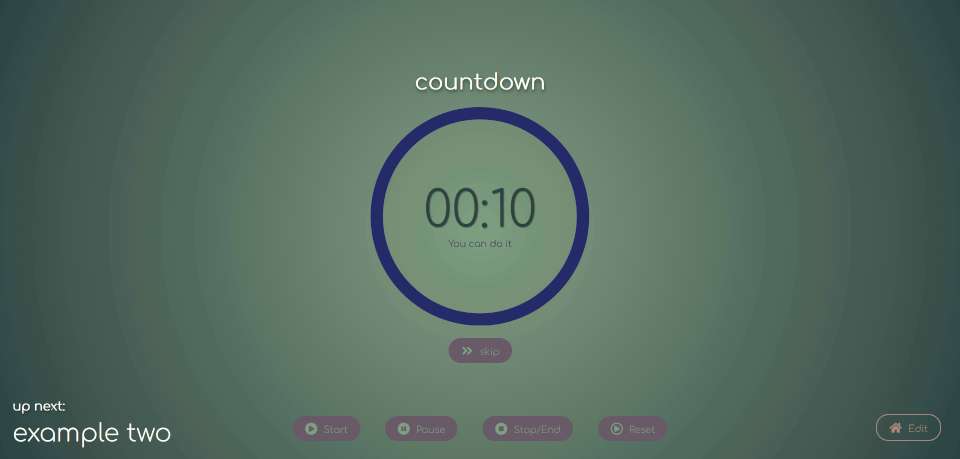 countdown
00:10
You can do it
skip
up next:
example two
Start
Pause
Stop/End
Reset
Edit